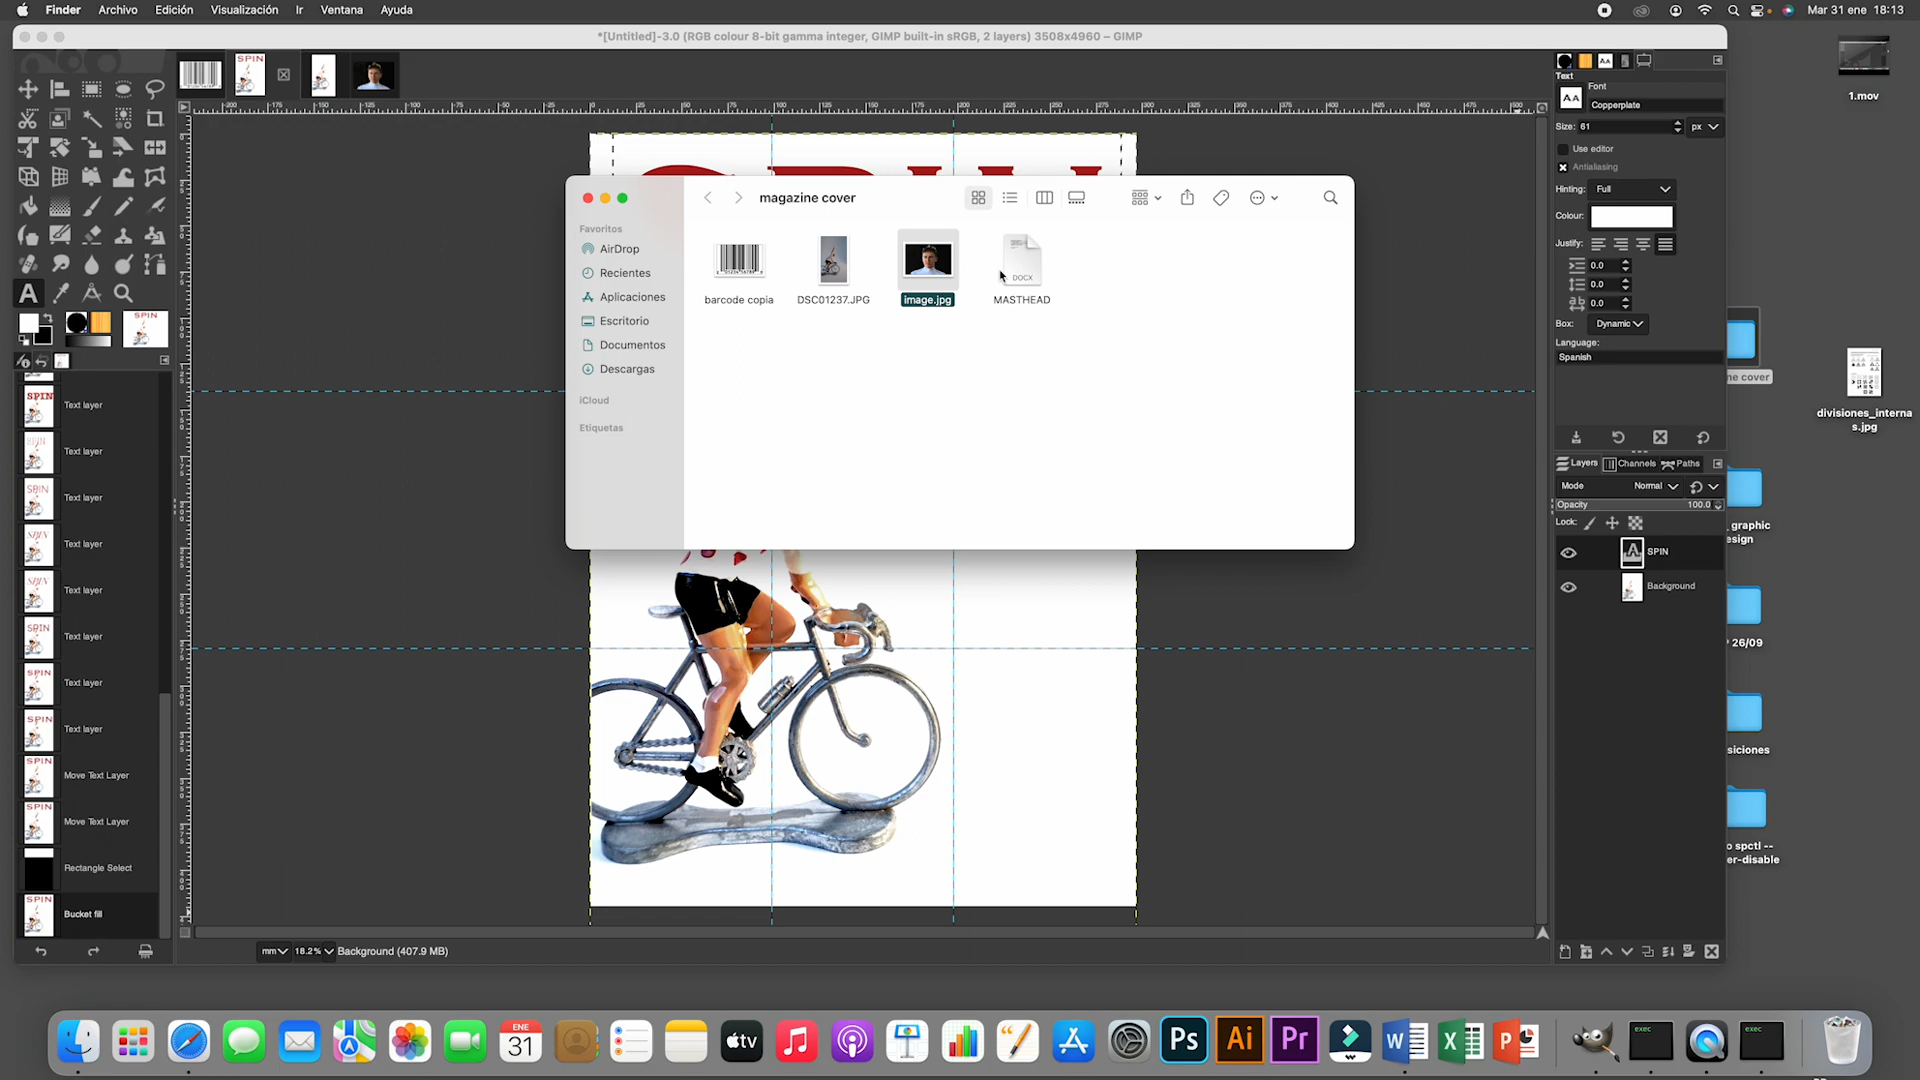 Finder Archivo Edición Visualización Ir Ventana Ayuda Mar 31 ene 18:13
*[Untitled]-3.0 (RGB colour 8-bit gamma integer, GIMP built-in sRGB, 2 layers) 3508x4960 – GIMP
1.mov
Text
Font
Copperplate
Size: 61 px
Use editor
Antialiasing
Hinting: Full
Colour:
Justify:
0.0
0.0
0.0
Box: Dynamic
Language:
Spanish
magazine cover
Favoritos
AirDrop
Recientes
Aplicaciones
Escritorio
Documentos
Descargas
iCloud
Etiquetas
barcode copia
DSC01237.JPG
image.jpg
DOCX
MASTHEAD
Text layer
Text layer
Text layer
Text layer
Text layer
Text layer
Text layer
Text layer
Move Text Layer
Move Text Layer
Rectangle Select
Bucket fill
SPIN
Layers Channels Paths
Mode Normal
Opacity 100.0
Lock:
SPIN
Background
ne cover
divisiones_interna
s.jpg
graphic
esign
26/09
siciones
o spctl --
er-disable
mm 18.2% Background (407.9 MB)
ENE
31
tv
Ps
Ai
Pr
W
X
P
exec
exec